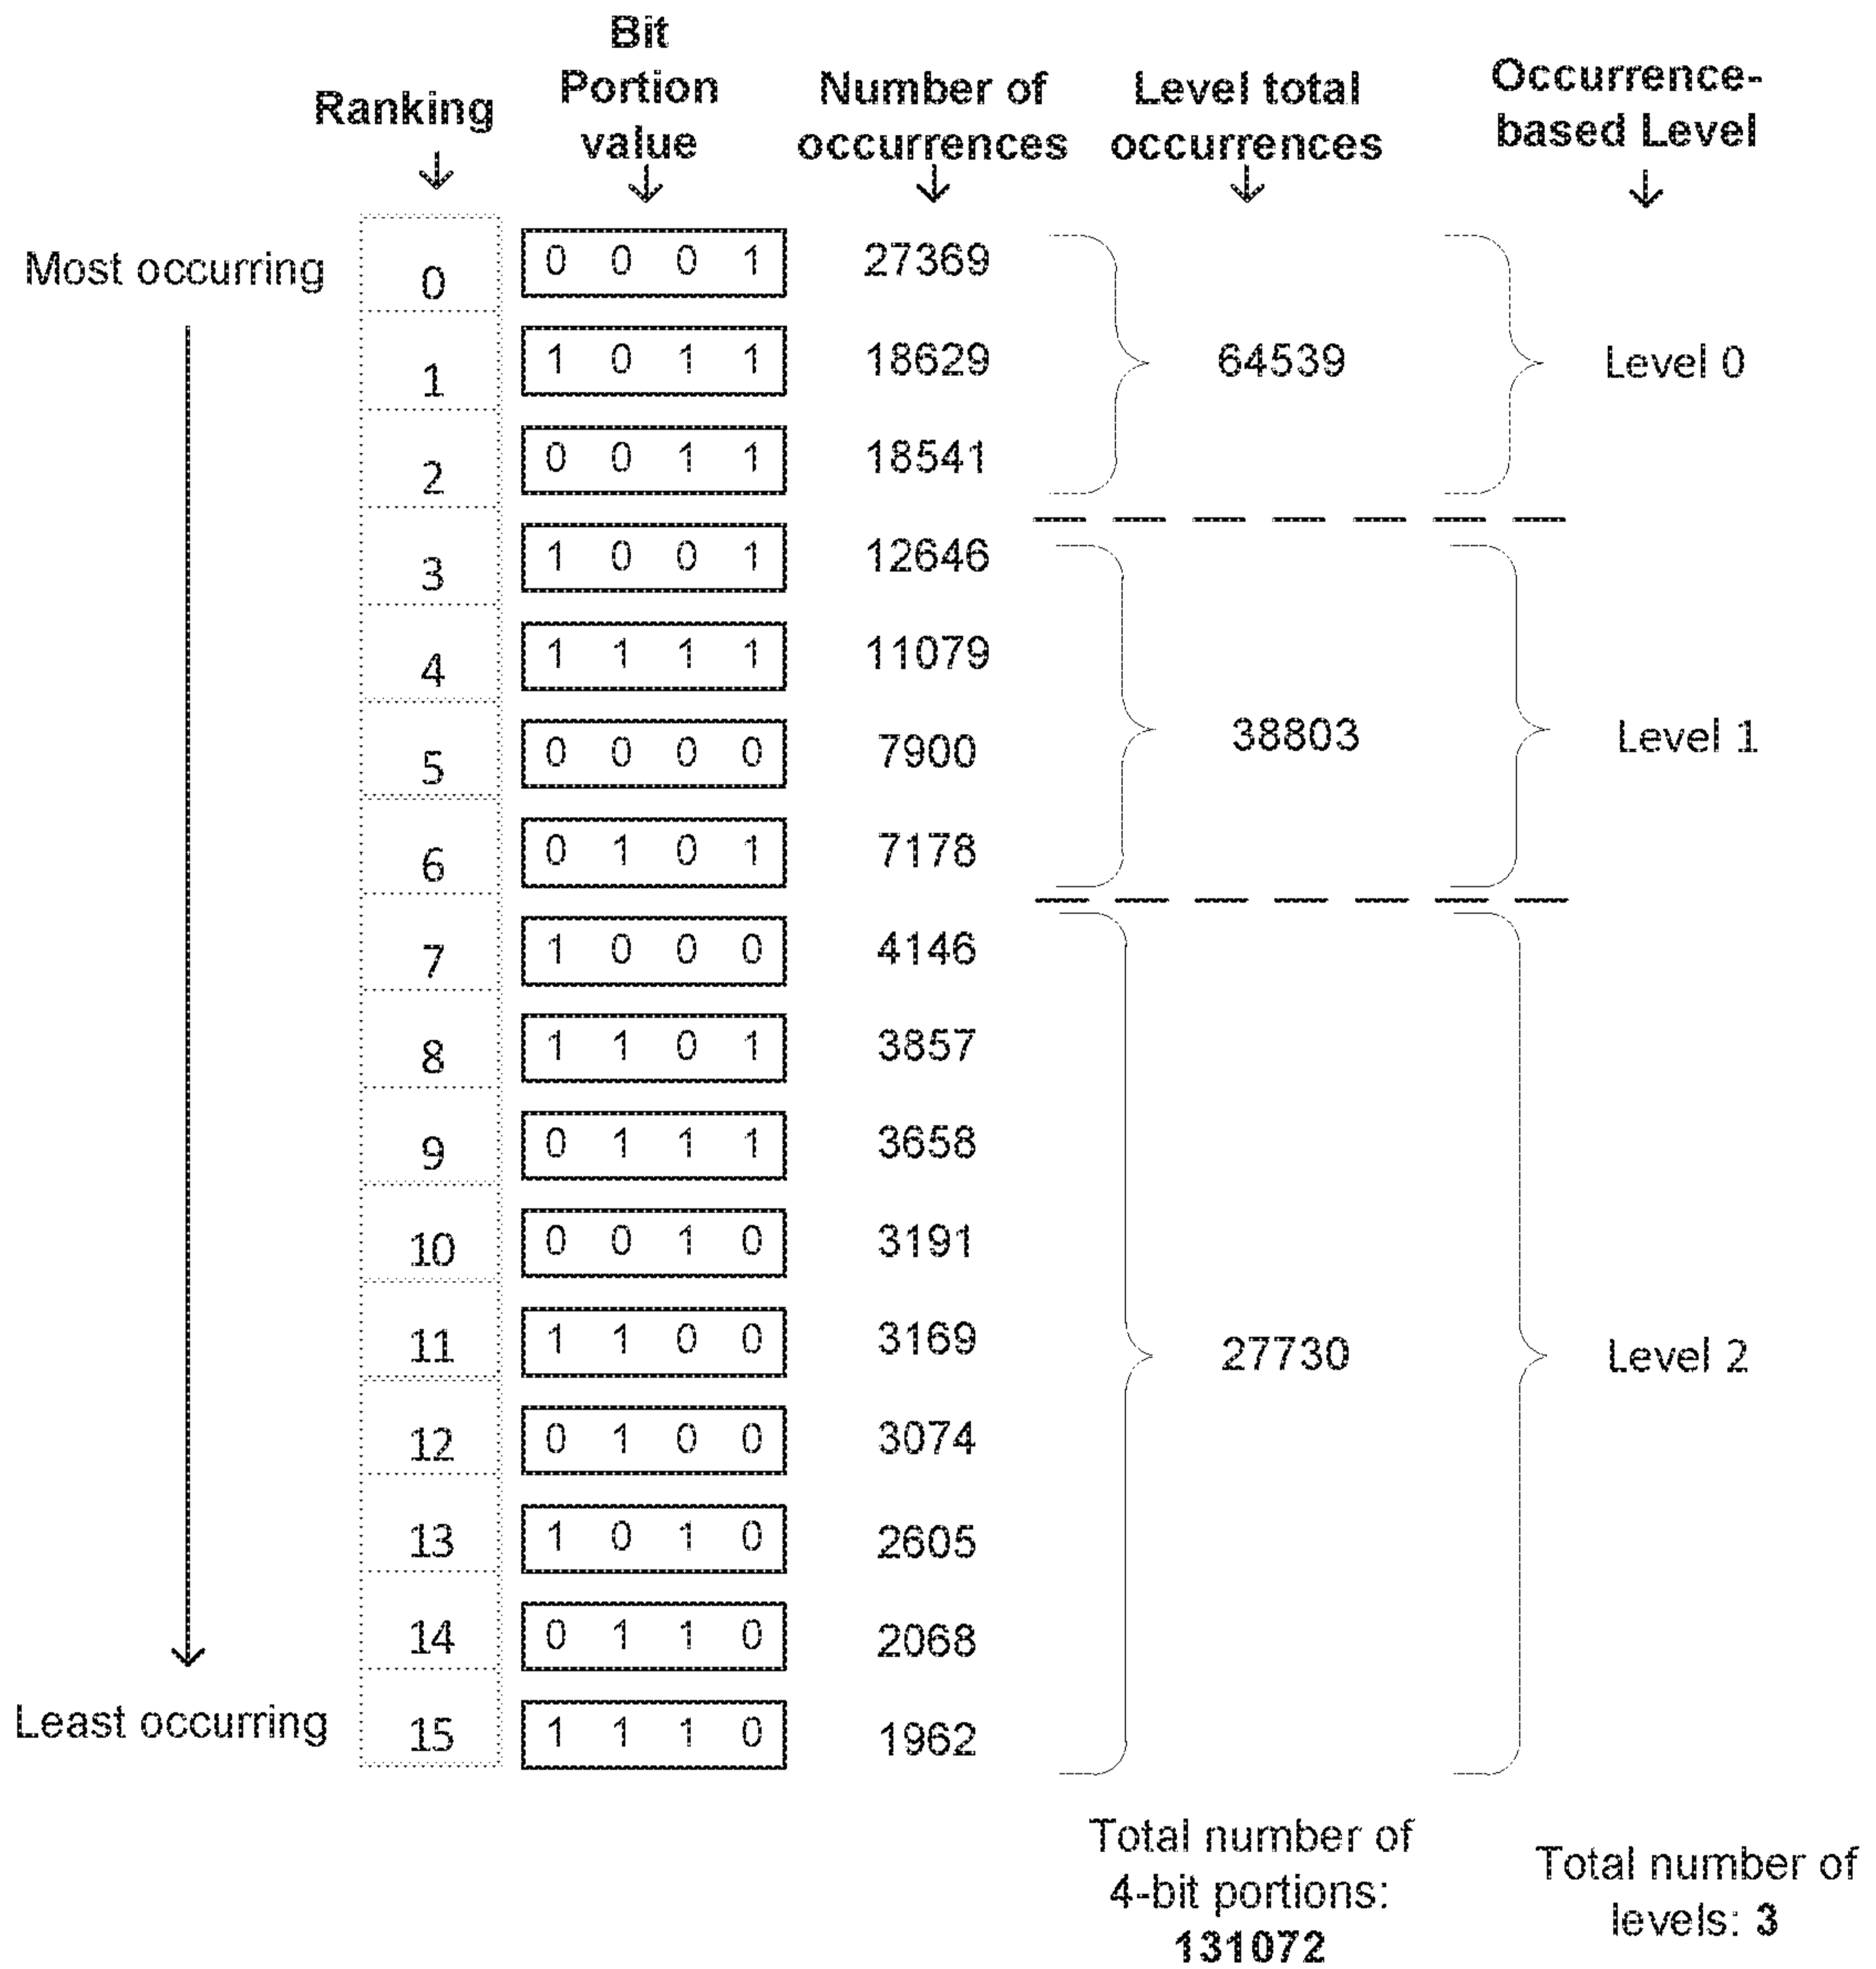 Ranking
Bit
Portion
value
Number of
occurrences
Level total
occurrences
Occurrence-
based Level
Most occurring
0 0 0 0 1 27369
1 1 0 1 1 18629 64539 Level 0
2 0 0 1 1 18541
3 1 0 0 1 12646
4 1 1 1 1 11079
5 0 0 0 0 7900 38803 Level 1
6 0 1 0 1 7178
7 1 0 0 0 4146
8 1 1 0 1 3857
9 0 1 1 1 3658
10 0 0 1 0 3191
11 1 1 0 0 3169 27730 Level 2
12 0 1 0 0 3074
13 1 0 1 0 2605
14 0 1 1 0 2068
Least occurring 15 1 1 1 0 1962
Total number of
4-bit portions:
131072
Total number of
levels: 3